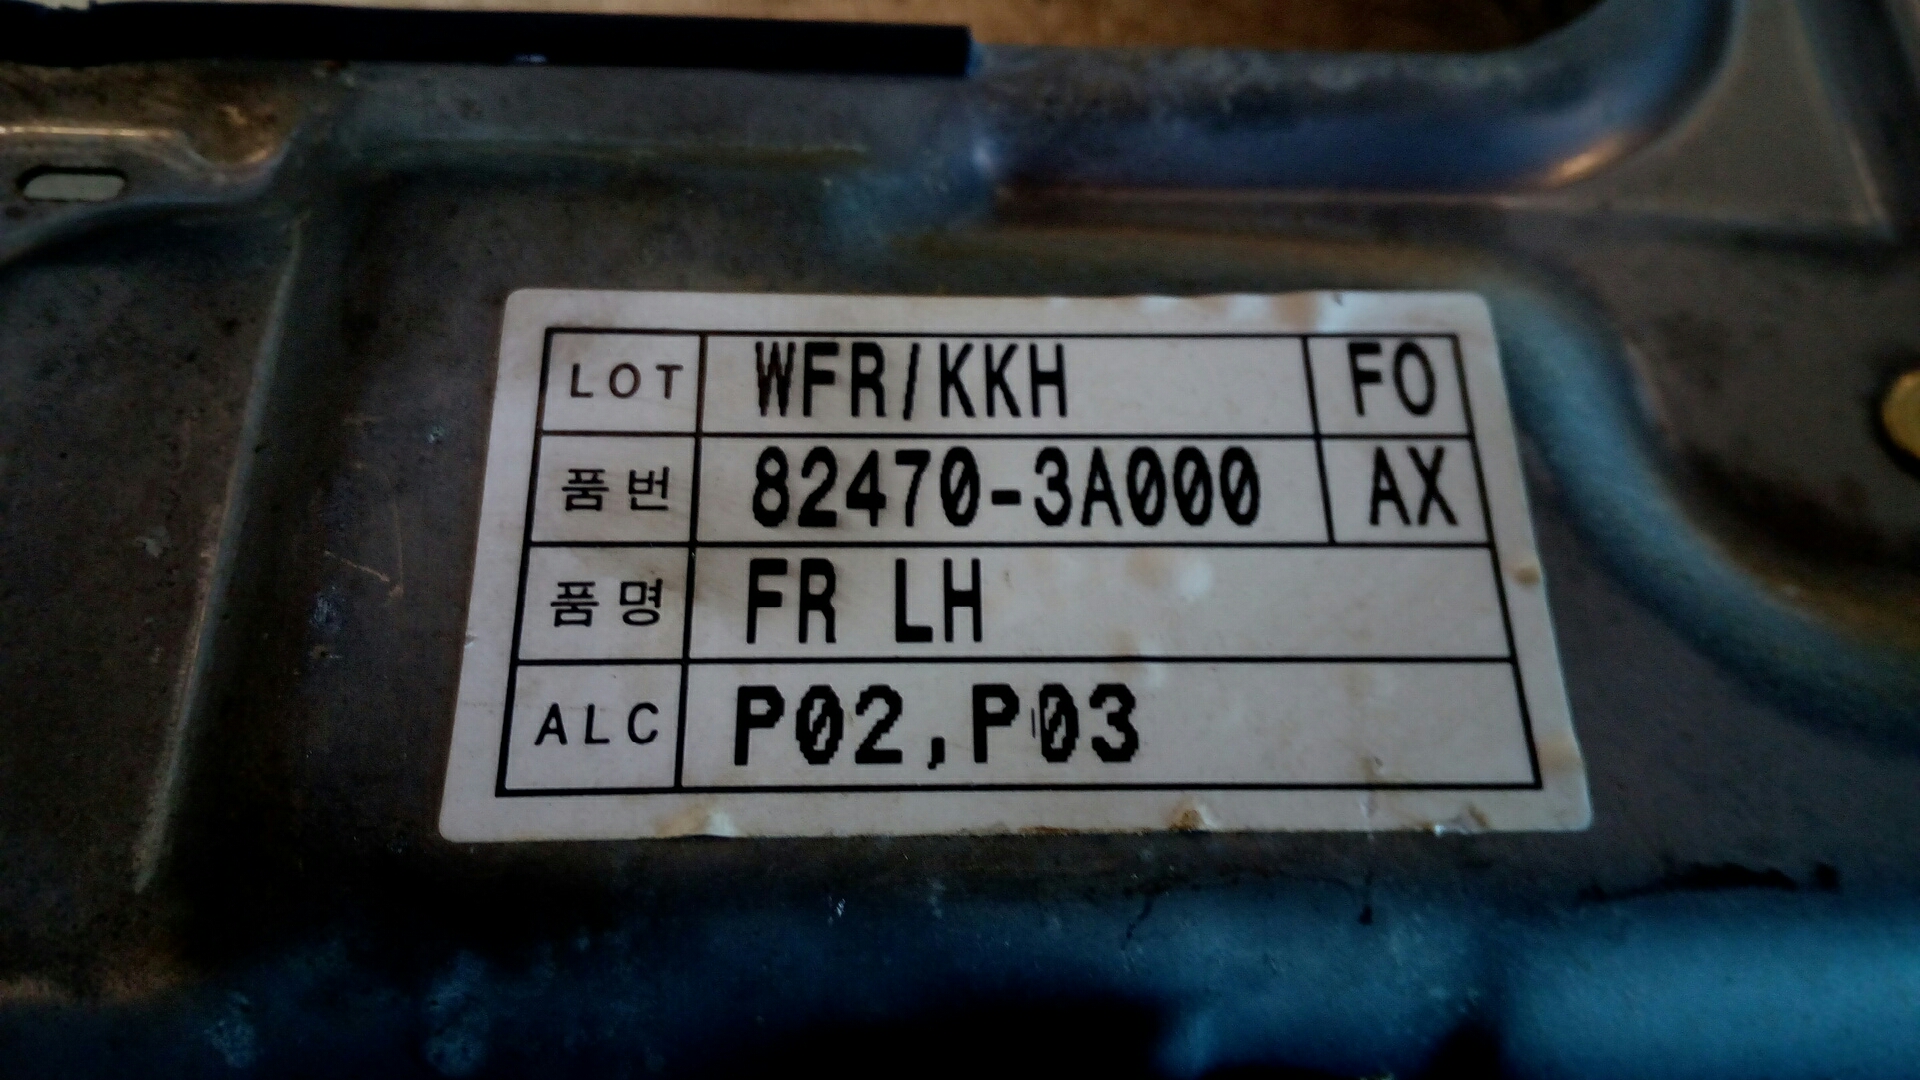 LOT WFR/KKH FO
품번 82470-3A000 AX
품명 FR LH
ALC P02,P03